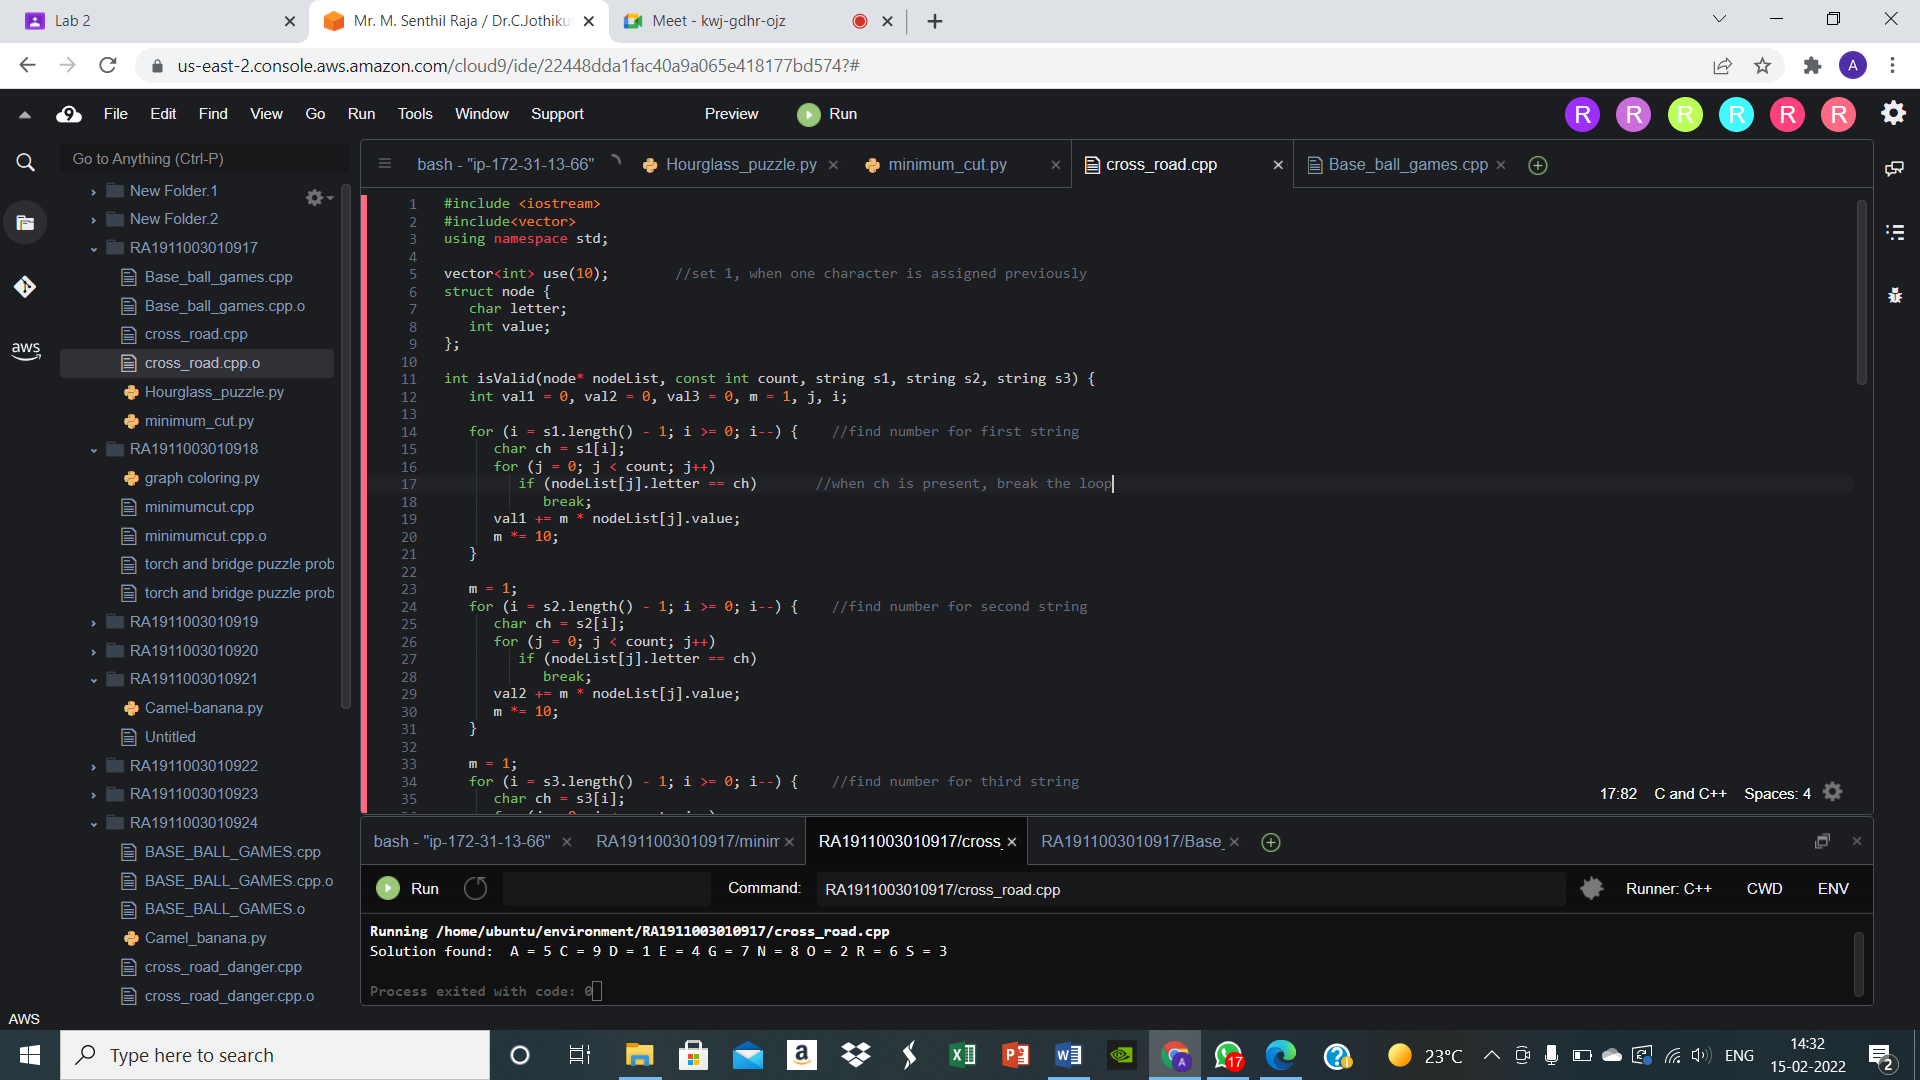 Lab 2
Mr. M. Senthil Raja / Dr.C.Jothiku
Meet - kwj-gdhr-ojz
us-east-2.console.aws.amazon.com/cloud9/ide/22448dda1fac40a9a065e418177bd574?#
A
9 File Edit Find View Go Run Tools Window Support Preview Run
R R R R R R
Go to Anything (Ctrl-P)
aws
New Folder.1
New Folder.2
RA1911003010917
Base_ball_games.cpp
Base_ball_games.cpp.o
cross_road.cpp
cross_road.cpp.o
Hourglass_puzzle.py
minimum_cut.py
RA1911003010918
graph coloring.py
minimumcut.cpp
minimumcut.cpp.o
torch and bridge puzzle prob
torch and bridge puzzle prob
RA1911003010919
RA1911003010920
RA1911003010921
Camel-banana.py
Untitled
RA1911003010922
RA1911003010923
RA1911003010924
BASE_BALL_GAMES.cpp
BASE_BALL_GAMES.cpp.o
BASE_BALL_GAMES.o
Camel_banana.py
cross_road_danger.cpp
cross_road_danger.cpp.o
AWS
bash - "ip-172-31-13-66" Hourglass_puzzle.py minimum_cut.py cross_road.cpp Base_ball_games.cpp
1 #include <iostream>
2 #include<vector>
3 using namespace std;
4
5 vector<int> use(10); //set 1, when one character is assigned previously
6 struct node {
7 char letter;
8 int value;
9 };
10
11 int isValid(node* nodeList, const int count, string s1, string s2, string s3) {
12 int val1 = 0, val2 = 0, val3 = 0, m = 1, j, i;
13
14 for (i = s1.length() - 1; i >= 0; i--) { //find number for first string
15 char ch = s1[i];
16 for (j = 0; j < count; j++)
17 if (nodeList[j].letter == ch) //when ch is present, break the loop
18 break;
19 val1 += m * nodeList[j].value;
20 m *= 10;
21 }
22
23 m = 1;
24 for (i = s2.length() - 1; i >= 0; i--) { //find number for second string
25 char ch = s2[i];
26 for (j = 0; j < count; j++)
27 if (nodeList[j].letter == ch)
28 break;
29 val2 += m * nodeList[j].value;
30 m *= 10;
31 }
32
33 m = 1;
34 for (i = s3.length() - 1; i >= 0; i--) { //find number for third string
35 char ch = s3[i];
17:82 C and C++ Spaces: 4
bash - "ip-172-31-13-66" RA1911003010917/minim RA1911003010917/cross_ RA1911003010917/Base_
Run Command: RA1911003010917/cross_road.cpp Runner: C++ CWD ENV
Running /home/ubuntu/environment/RA1911003010917/cross_road.cpp
Solution found: A = 5 C = 9 D = 1 E = 4 G = 7 N = 8 O = 2 R = 6 S = 3
Process exited with code: 0
Type here to search
17
23°C
ENG
14:32
15-02-2022
2